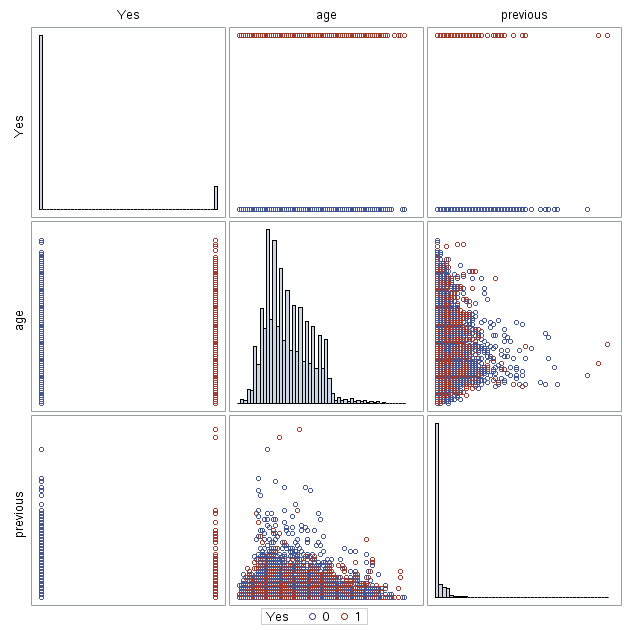 Yes age previous
Yes
age
previous
Yes 0 1